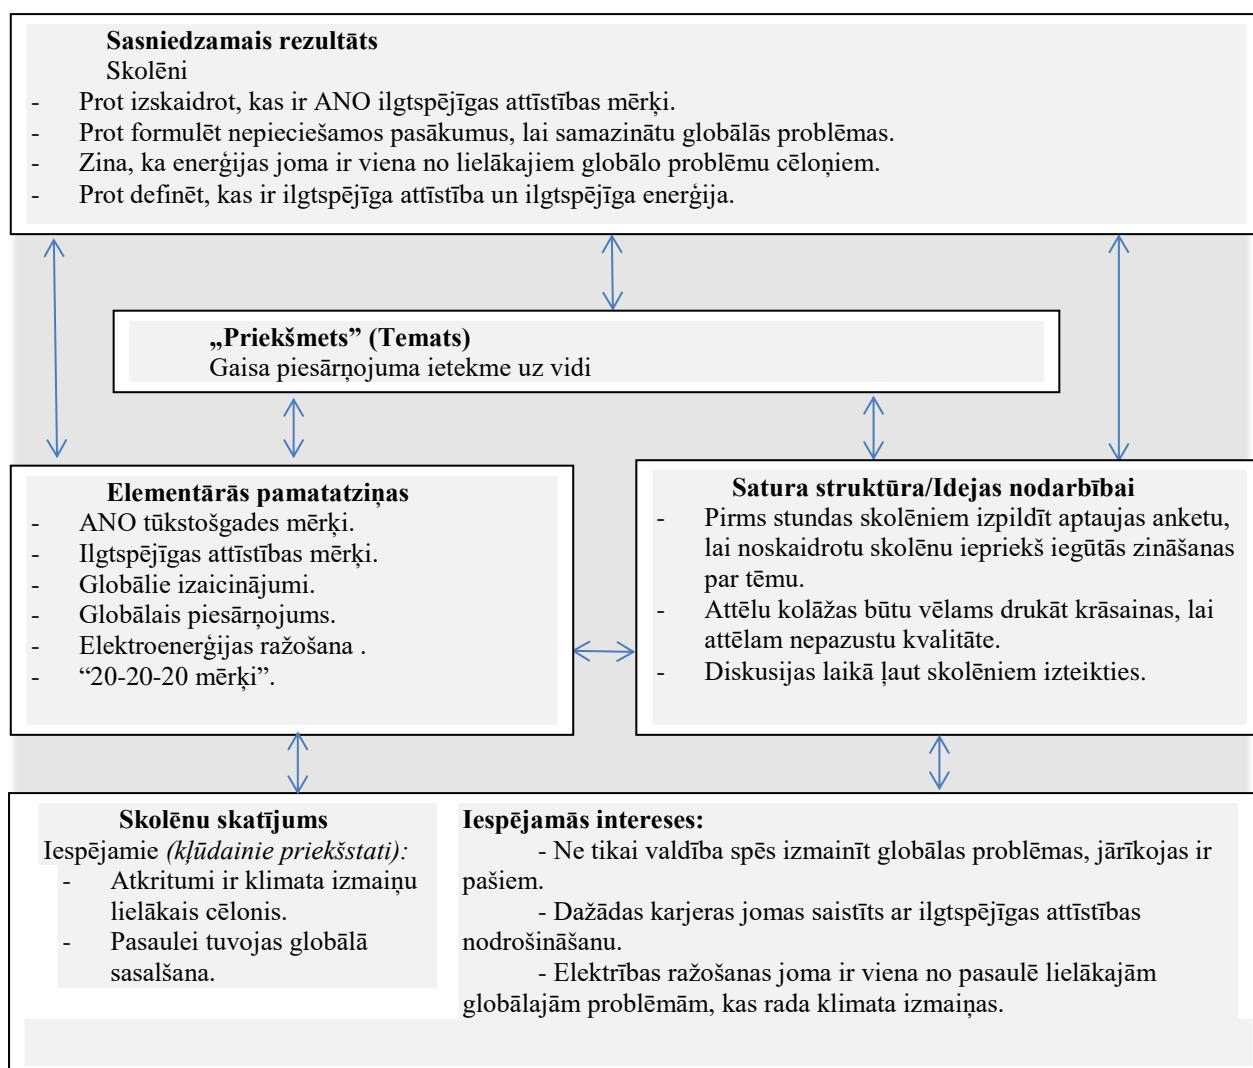 Sasniedzamais rezultāts
Skolēni
- Prot izskaidrot, kas ir ANO ilgtspējīgas attīstības mērķi.
- Prot formulēt nepieciešamos pasākumus, lai samazinātu globālās problēmas.
- Zina, ka enerģijas joma ir viena no lielākajiem globālo problēmu cēloņiem.
- Prot definēt, kas ir ilgtspējīga attīstība un ilgtspējīga enerģija.
„Priekšmets” (Temats)
Gaisa piesārņojuma ietekme uz vidi
Elementārās pamatatziņas
- ANO tūkstošgades mērķi.
- Ilgtspējīgas attīstības mērķi.
- Globālie izaicinājumi.
- Globālais piesārņojums.
- Elektroenerģijas ražošana .
- “20-20-20 mērķi”.
Satura struktūra/Idejas nodarbībai
- Pirms stundas skolēniem izpildīt aptaujas anketu,
lai noskaidrotu skolēnu iepriekš iegūtās zināšanas
par tēmu.
- Attēlu kolāžas būtu vēlams drukāt krāsainas, lai
attēlam nepazustu kvalitāte.
- Diskusijas laikā ļaut skolēniem izteikties.
Skolēnu skatījums
Iespējamie (kļūdainie priekšstati):
- Atkritumi ir klimata izmaiņu
lielākais cēlonis.
- Pasaulei tuvojas globālā
sasalšana.
Iespējamās intereses:
- Ne tikai valdība spēs izmainīt globālas problēmas, jārīkojas ir
pašiem.
- Dažādas karjeras jomas saistīts ar ilgtspējīgas attīstības
nodrošināšanu.
- Elektrības ražošanas joma ir viena no pasaulē lielākajām
globālajām problēmām, kas rada klimata izmaiņas.